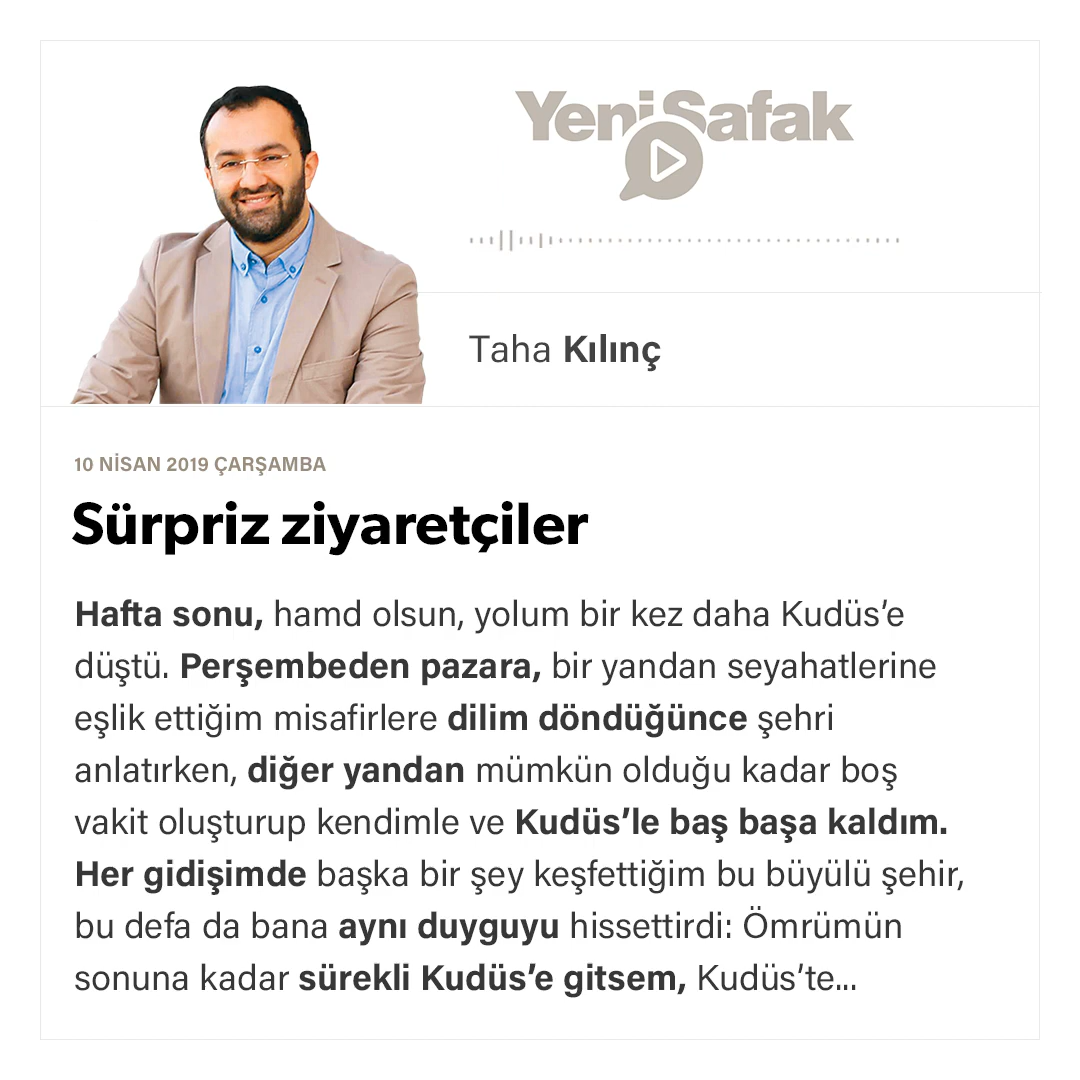 Yeni Şafak
Taha Kılınç
10 NİSAN 2019 ÇARŞAMBA
Sürpriz ziyaretçiler
Hafta sonu, hamd olsun, yolum bir kez daha Kudüs’e
düştü. Perşembeden pazara, bir yandan seyahatlerine
eşlik ettiğim misafirlere dilim döndüğünce şehri
anlatırken, diğer yandan mümkün olduğu kadar boş
vakit oluşturup kendimle ve Kudüs’le baş başa kaldım.
Her gidişimde başka bir şey keşfettiğim bu büyülü şehir,
bu defa da bana aynı duyguyu hissettirdi: Ömrümün
sonuna kadar sürekli Kudüs’e gitsem, Kudüs’te...